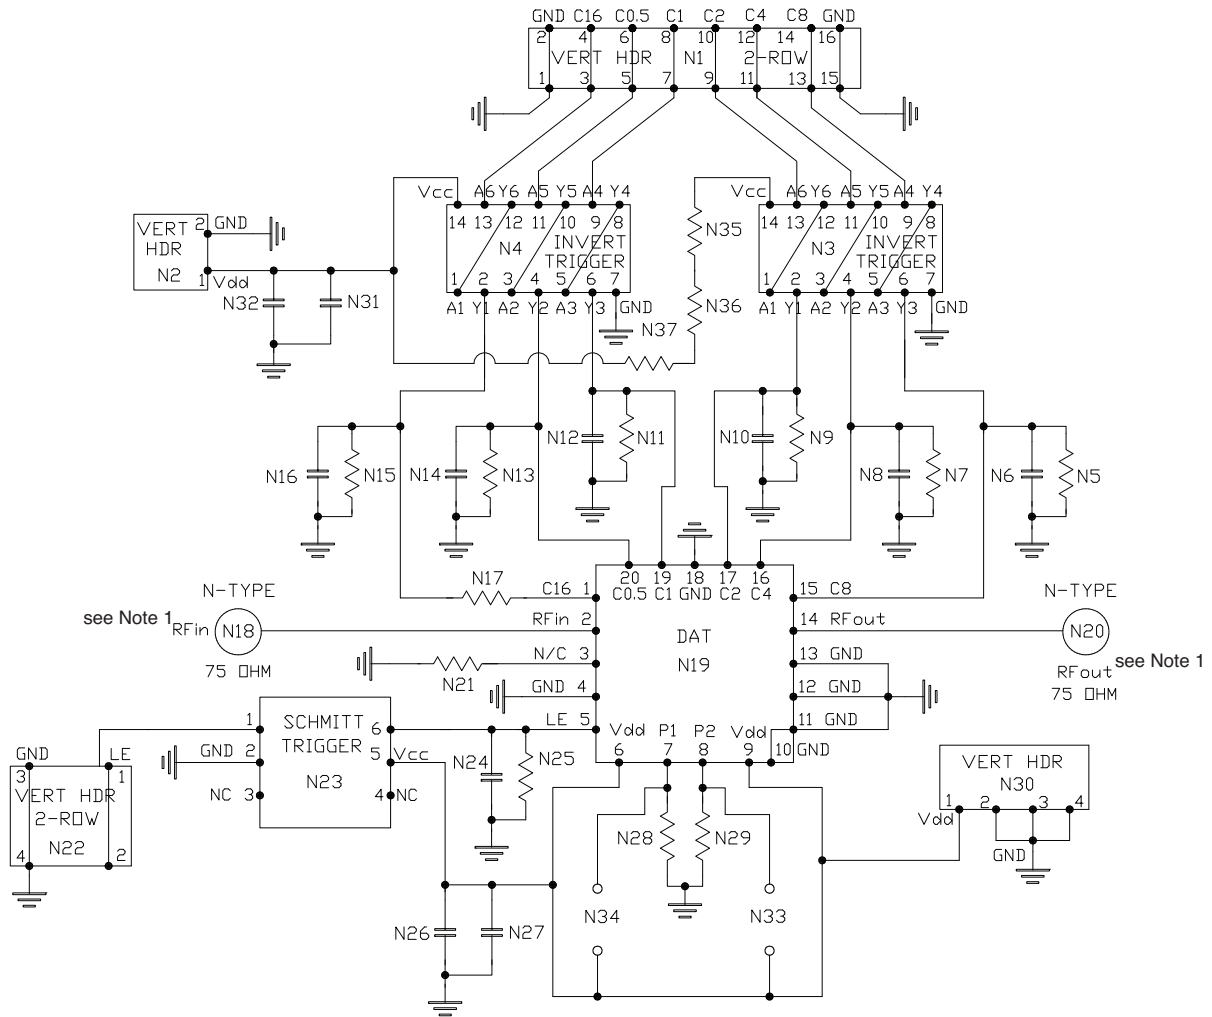 GND C16 C0.5 C1 C2 C4 C8 GND
2 4 6 8 10 12 14 16
VERT HDR N1 2-ROW
1 3 5 7 9 11 13 15
Vcc A6 Y6 A5 Y5 A4 Y4
14 13 12 11 10 9 8
N4 INVERT
TRIGGER
1 2 3 4 5 6 7
A1 Y1 A2 Y2 A3 Y3 GND
Vcc A6 Y6 A5 Y5 A4 Y4
14 13 12 11 10 9 8
N3 INVERT
TRIGGER
1 2 3 4 5 6 7
A1 Y1 A2 Y2 A3 Y3 GND
VERT 2 GND
HDR
N2 1 Vdd
N32 N31
N35
N36
N37
N16 N15 N14 N13 N12 N11 N10 N9 N8 N7 N6 N5
20 19 18 17 16
C0.5 C1 GND C2 C4
N17
C16 1
15 C8
N-TYPE
see Note 1 RFin N18
75 OHM
RFin 2
14 RFout
N-TYPE
N20
RFout see Note 1
75 OHM
DAT
N19
N21
N/C 3
13 GND
GND 4
12 GND
LE 5
11 GND
Vdd P1 P2 Vdd
6 7 8 9 10 GND
1 SCHMITT 6
TRIGGER
GND 2 5 Vcc
N23
NC 3 4 NC
N24 N25
GND LE
3 1
VERT HDR
2-ROW
4 N22 2
N28 N29
VERT HDR
N30
1 2 3 4
Vdd
GND
N26 N27
N34 N33